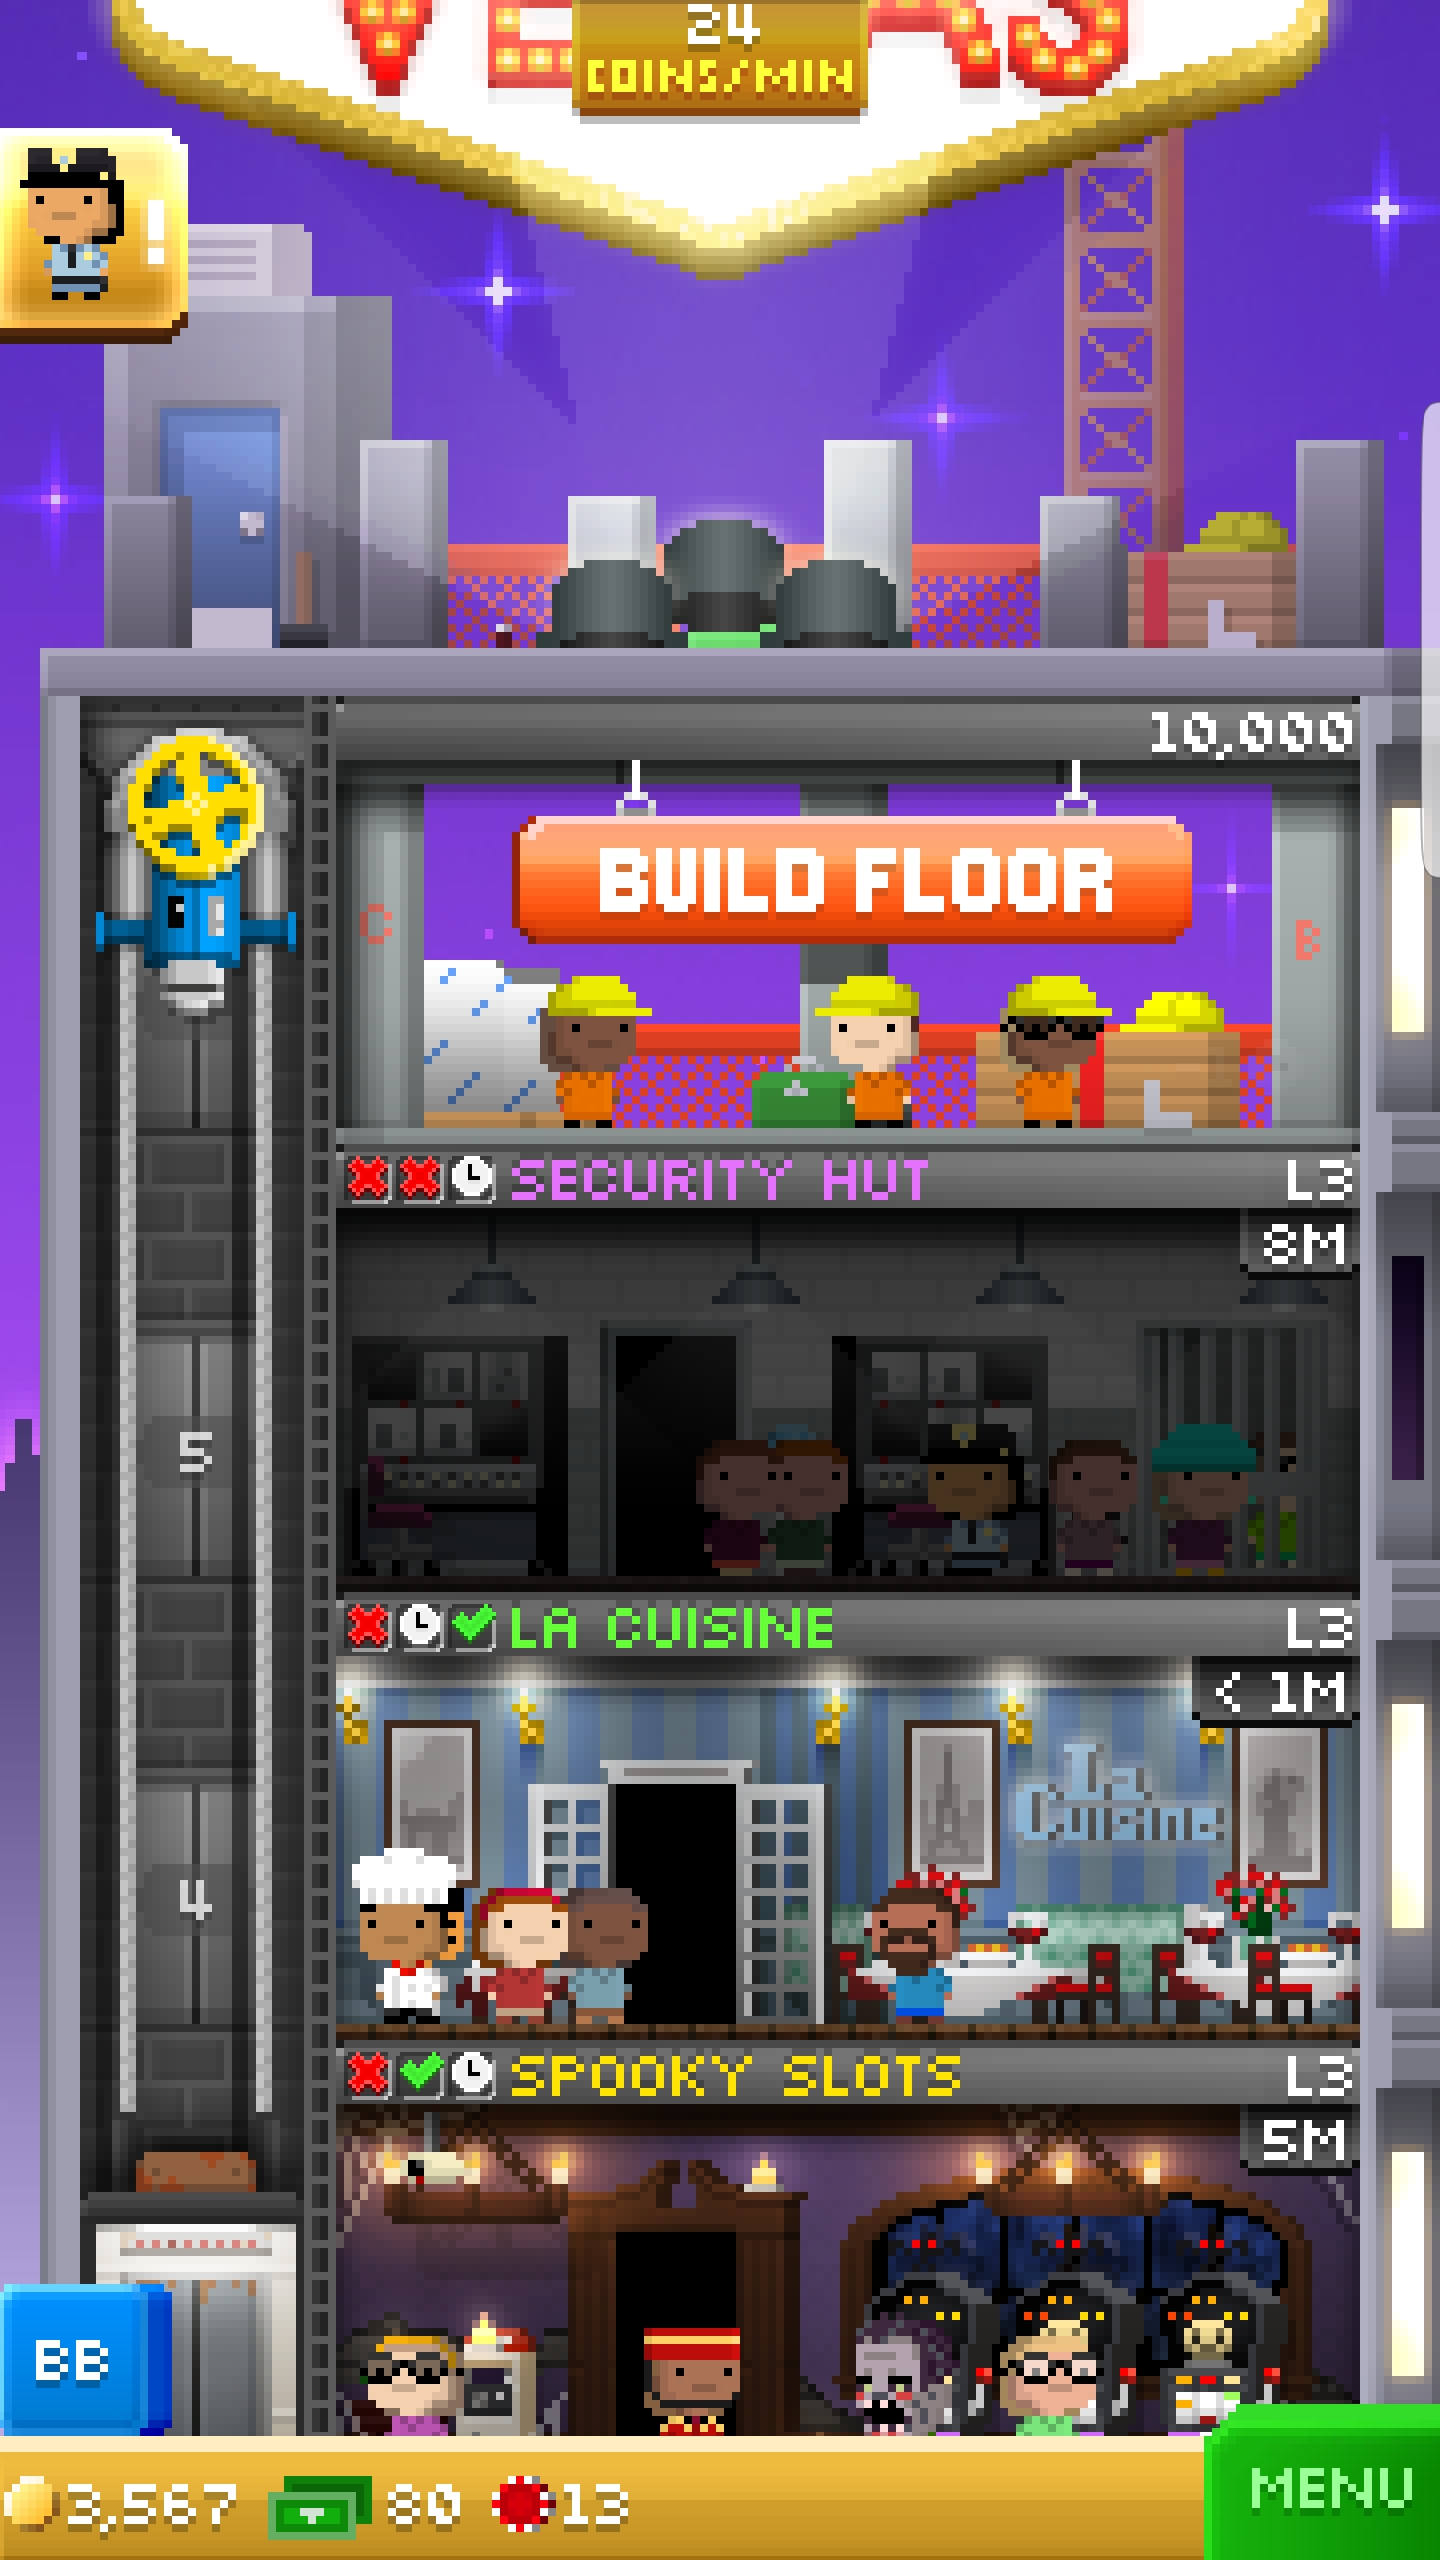 VEGAS
24
COINS/MIN
10,000
BUILD FLOOR
C
B
SECURITY HUT L3
8M
5
LA CUISINE L3
< 1M
La
Cuisine
4
SPOOKY SLOTS L3
5M
BB
3,567 80 13
MENU